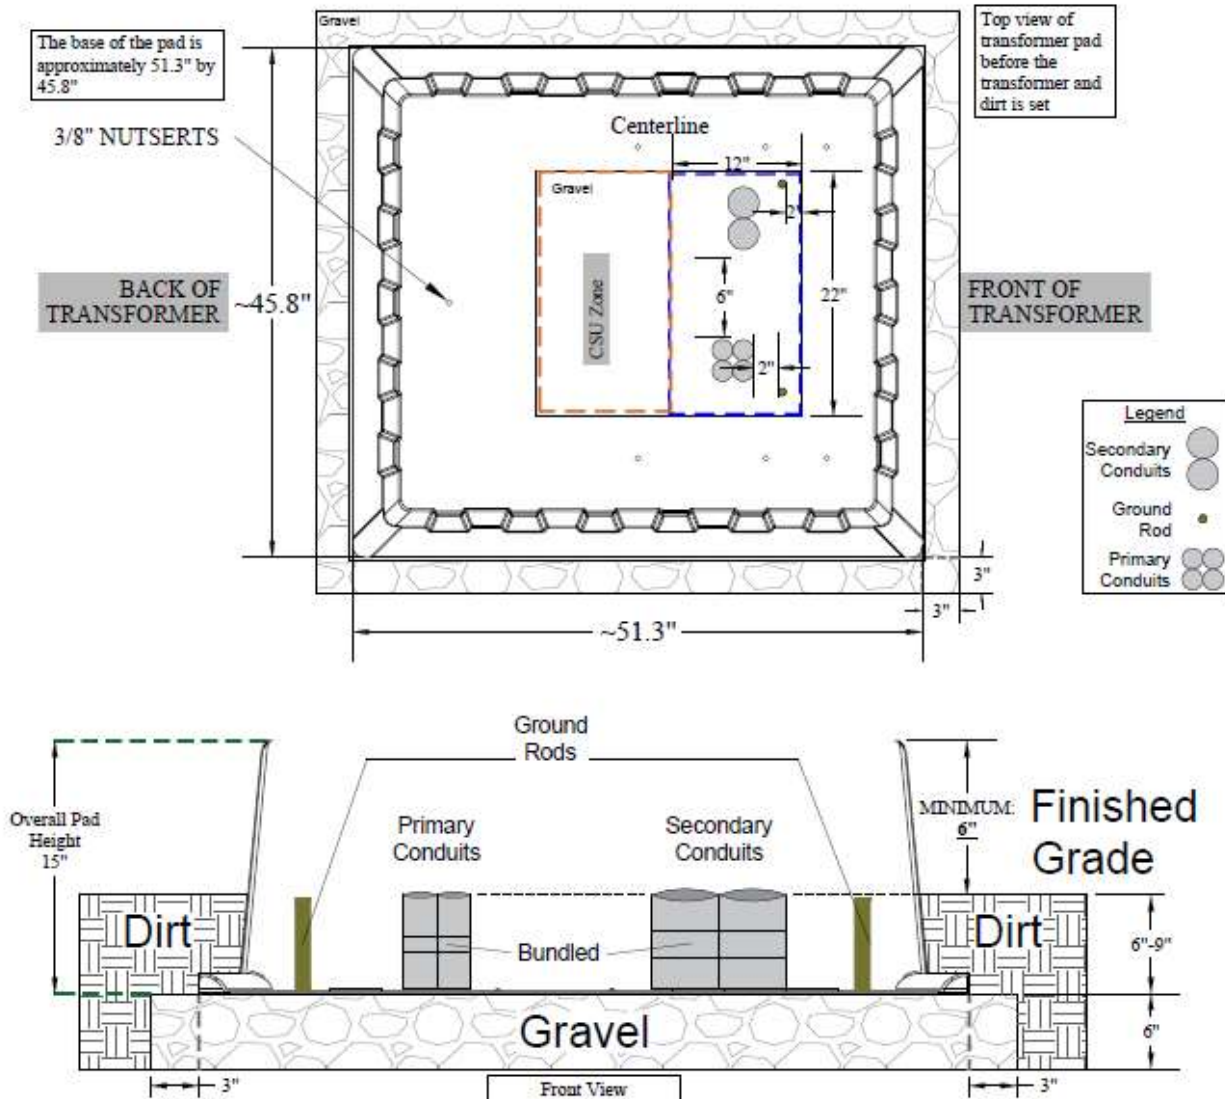 Gravel
The base of the pad is
approximately 51.3" by
45.8"
Top view of
transformer pad
before the
transformer and
dirt is set
3/8" NUTSERTS
Centerline
12"
Gravel
2"
BACK OF
TRANSFORMER
~45.8"
CSU Zone
6"
22"
FRONT OF
TRANSFORMER
2"
Legend
Secondary
Conduits
Ground
Rod
Primary
Conduits
3"
3"
~51.3"
Ground
Rods
Overall Pad
Height
15"
Primary
Conduits
Secondary
Conduits
MINIMUM:
6"
Finished
Grade
Dirt
Bundled
Dirt
6"-9"
Gravel
6"
3"
Front View
3"